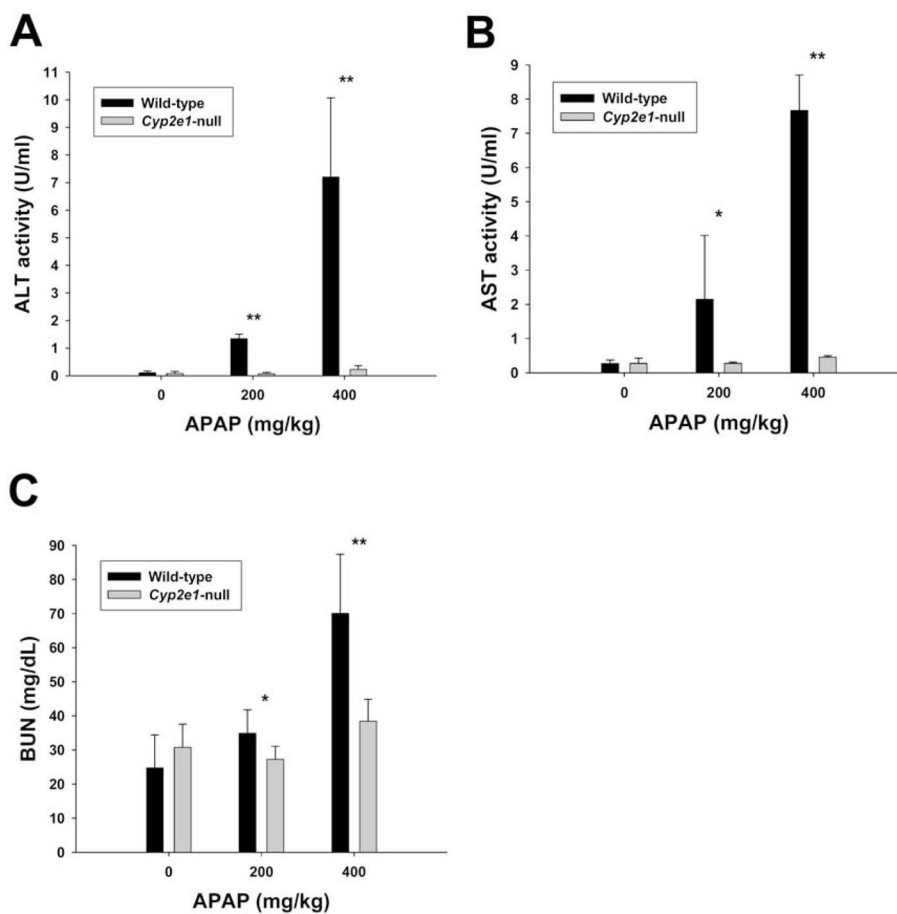 A
ALT activity (U/ml)
11
10
9
8
7
6
5
4
3
2
1
0
Wild-type
Cyp2e1-null
**
**
0 200 400
APAP (mg/kg)
B
AST activity (U/ml)
9
8
7
6
5
4
3
2
1
0
Wild-type
Cyp2e1-null
*
**
0 200 400
APAP (mg/kg)
C
BUN (mg/dL)
90
80
70
60
50
40
30
20
10
0
Wild-type
Cyp2e1-null
*
**
0 200 400
APAP (mg/kg)